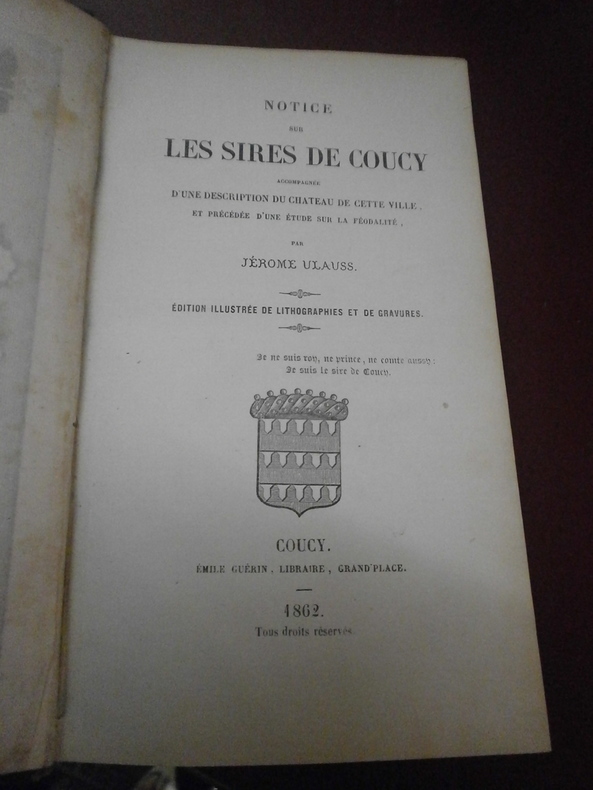 NOTICE
SUR
LES SIRES DE COUCY
ACCOMPAGNÉE
D'UNE DESCRIPTION DU CHATEAU DE CETTE VILLE,
ET PRÉCÉDÉE D'UNE ÉTUDE SUR LA FÉODALITÉ,
PAR
JÉROME ULAUSS.
ÉDITION ILLUSTRÉE DE LITHOGRAPHIES ET DE GRAVURES.
Je ne suis roy, ne prince, ne comte aussy:
Je suis le sire de Coucy.
COUCY.
ÉMILE GUÉRIN, LIBRAIRE, GRAND'PLACE.
1862.
Tous droits réservés.